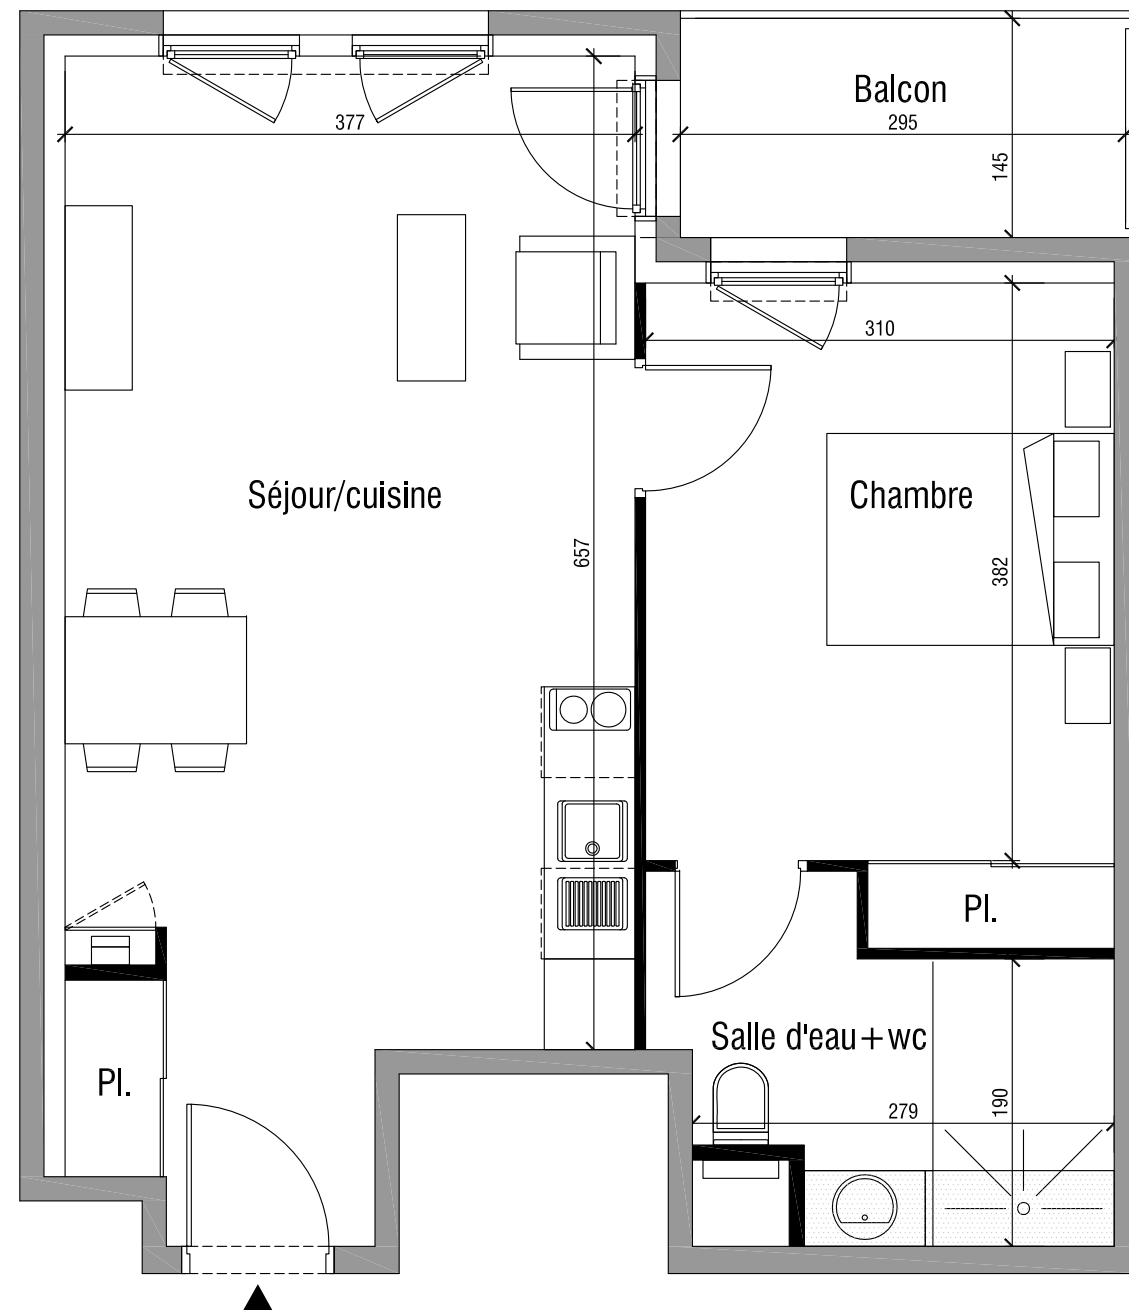 Balcon
295
377
145
310
Séjour/cuisine
Chambre
657
382
Pl.
Salle d'eau+wc
Pl.
279
190